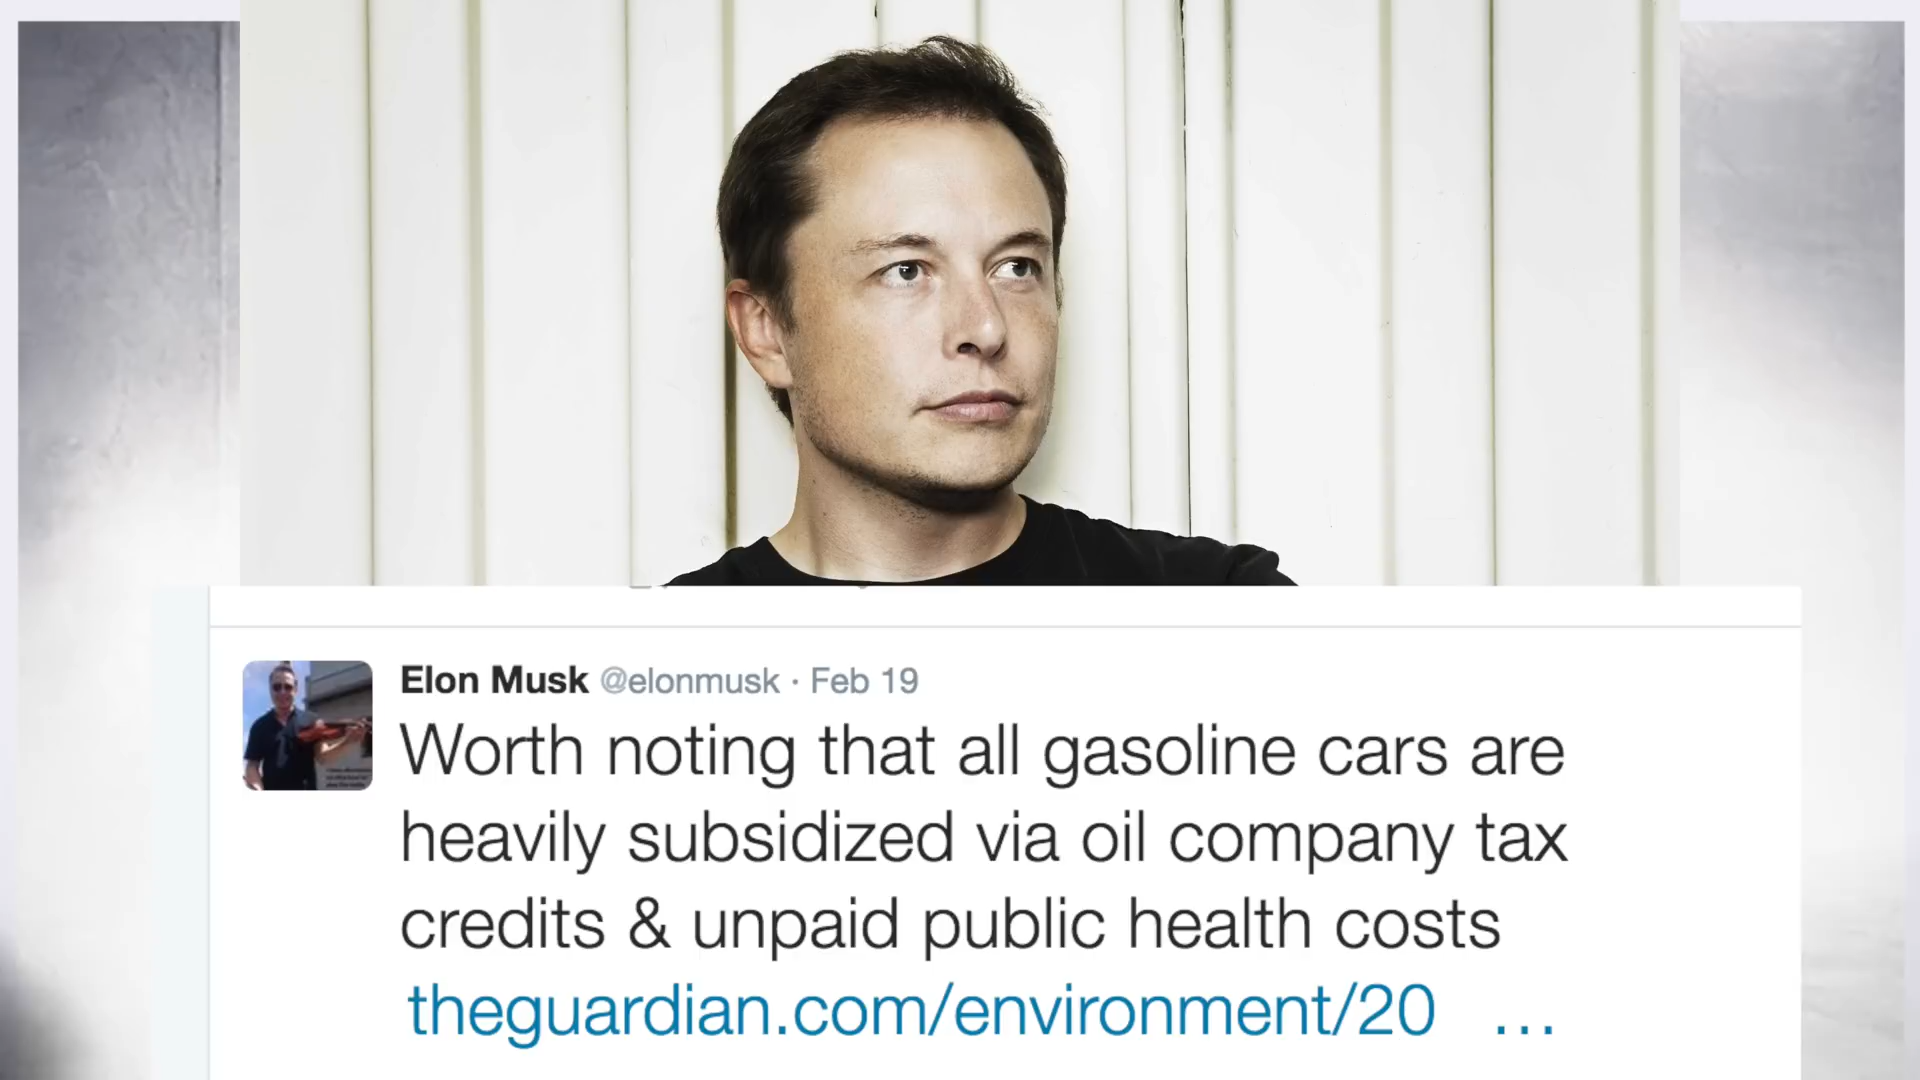 Elon Musk @elonmusk · Feb 19
Worth noting that all gasoline cars are
heavily subsidized via oil company tax
credits & unpaid public health costs
theguardian.com/environment/20 ...